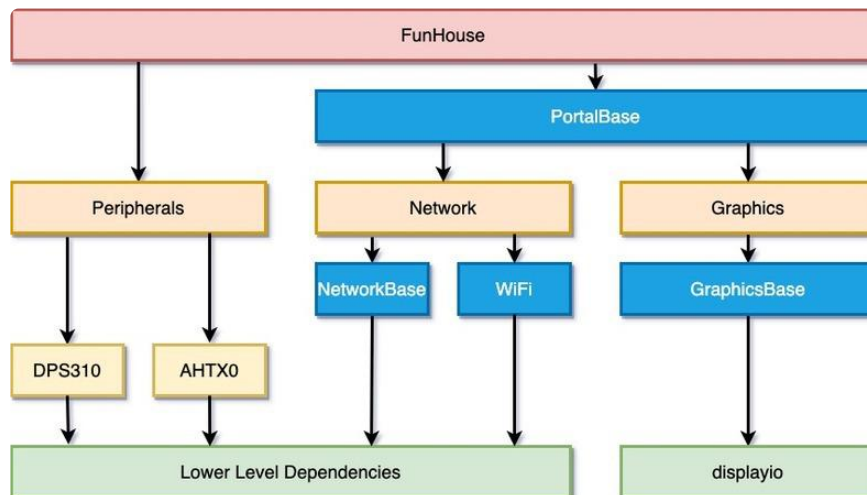 FunHouse
PortalBase
Peripherals
Network
Graphics
NetworkBase
WiFi
GraphicsBase
DPS310
AHTX0
Lower Level Dependencies
displayio